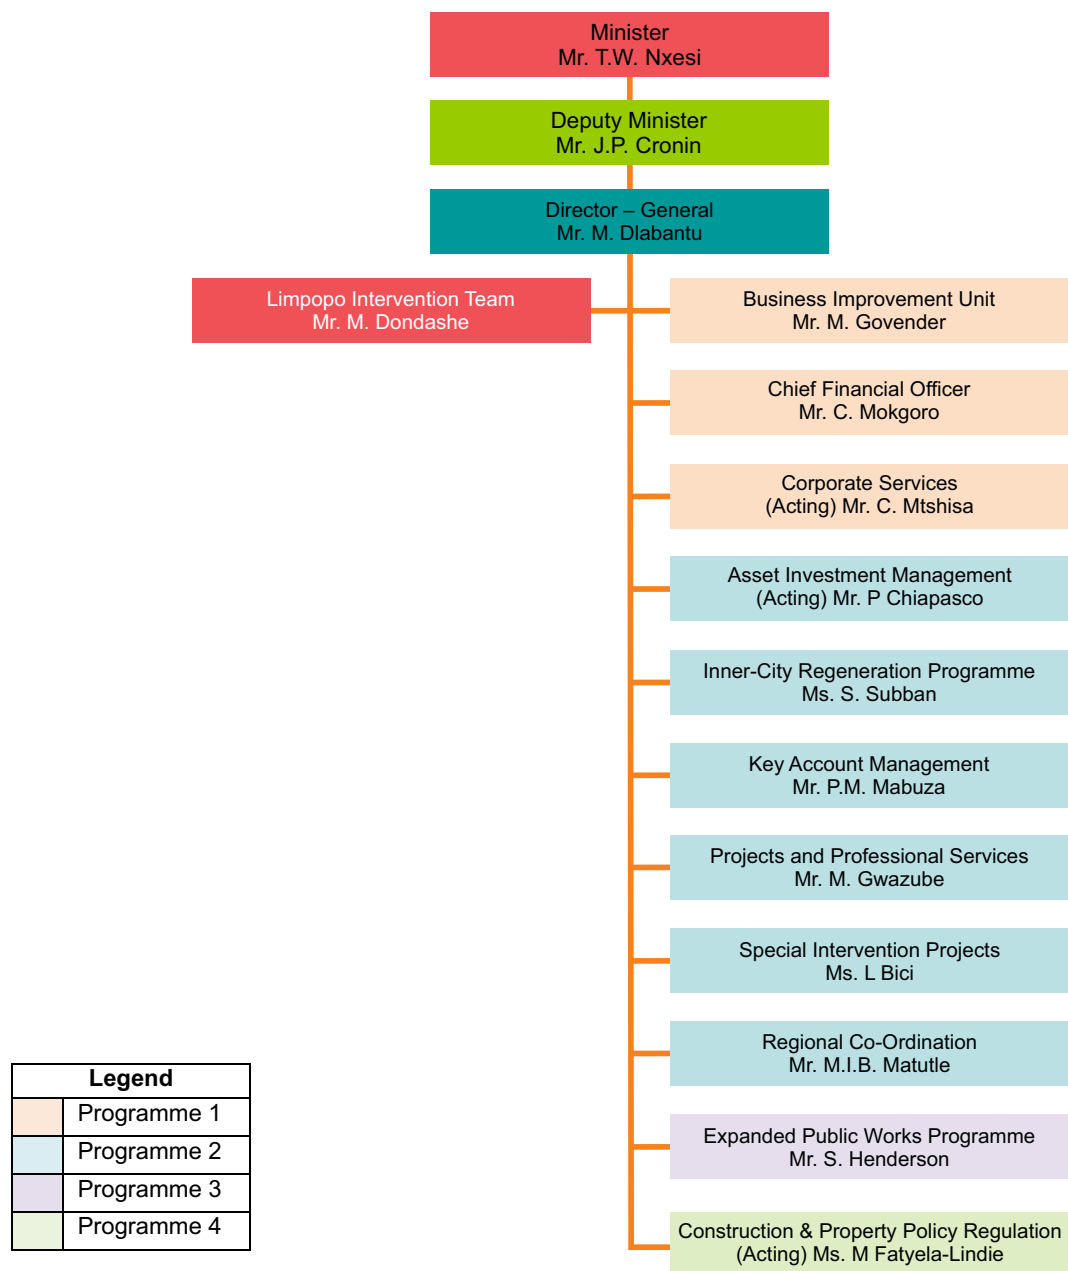 Minister
Mr. T.W. Nxesi
Deputy Minister
Mr. J.P. Cronin
Director – General
Mr. M. Dlabantu
Limpopo Intervention Team
Mr. M. Dondashe
Business Improvement Unit
Mr. M. Govender
Chief Financial Officer
Mr. C. Mokgoro
Corporate Services
(Acting) Mr. C. Mtshisa
Asset Investment Management
(Acting) Mr. P Chiapasco
Inner-City Regeneration Programme
Ms. S. Subban
Key Account Management
Mr. P.M. Mabuza
Projects and Professional Services
Mr. M. Gwazube
Special Intervention Projects
Ms. L Bici
Regional Co-Ordination
Mr. M.I.B. Matutle
Expanded Public Works Programme
Mr. S. Henderson
Construction & Property Policy Regulation
(Acting) Ms. M Fatyela-Lindie
Legend
Programme 1
Programme 2
Programme 3
Programme 4